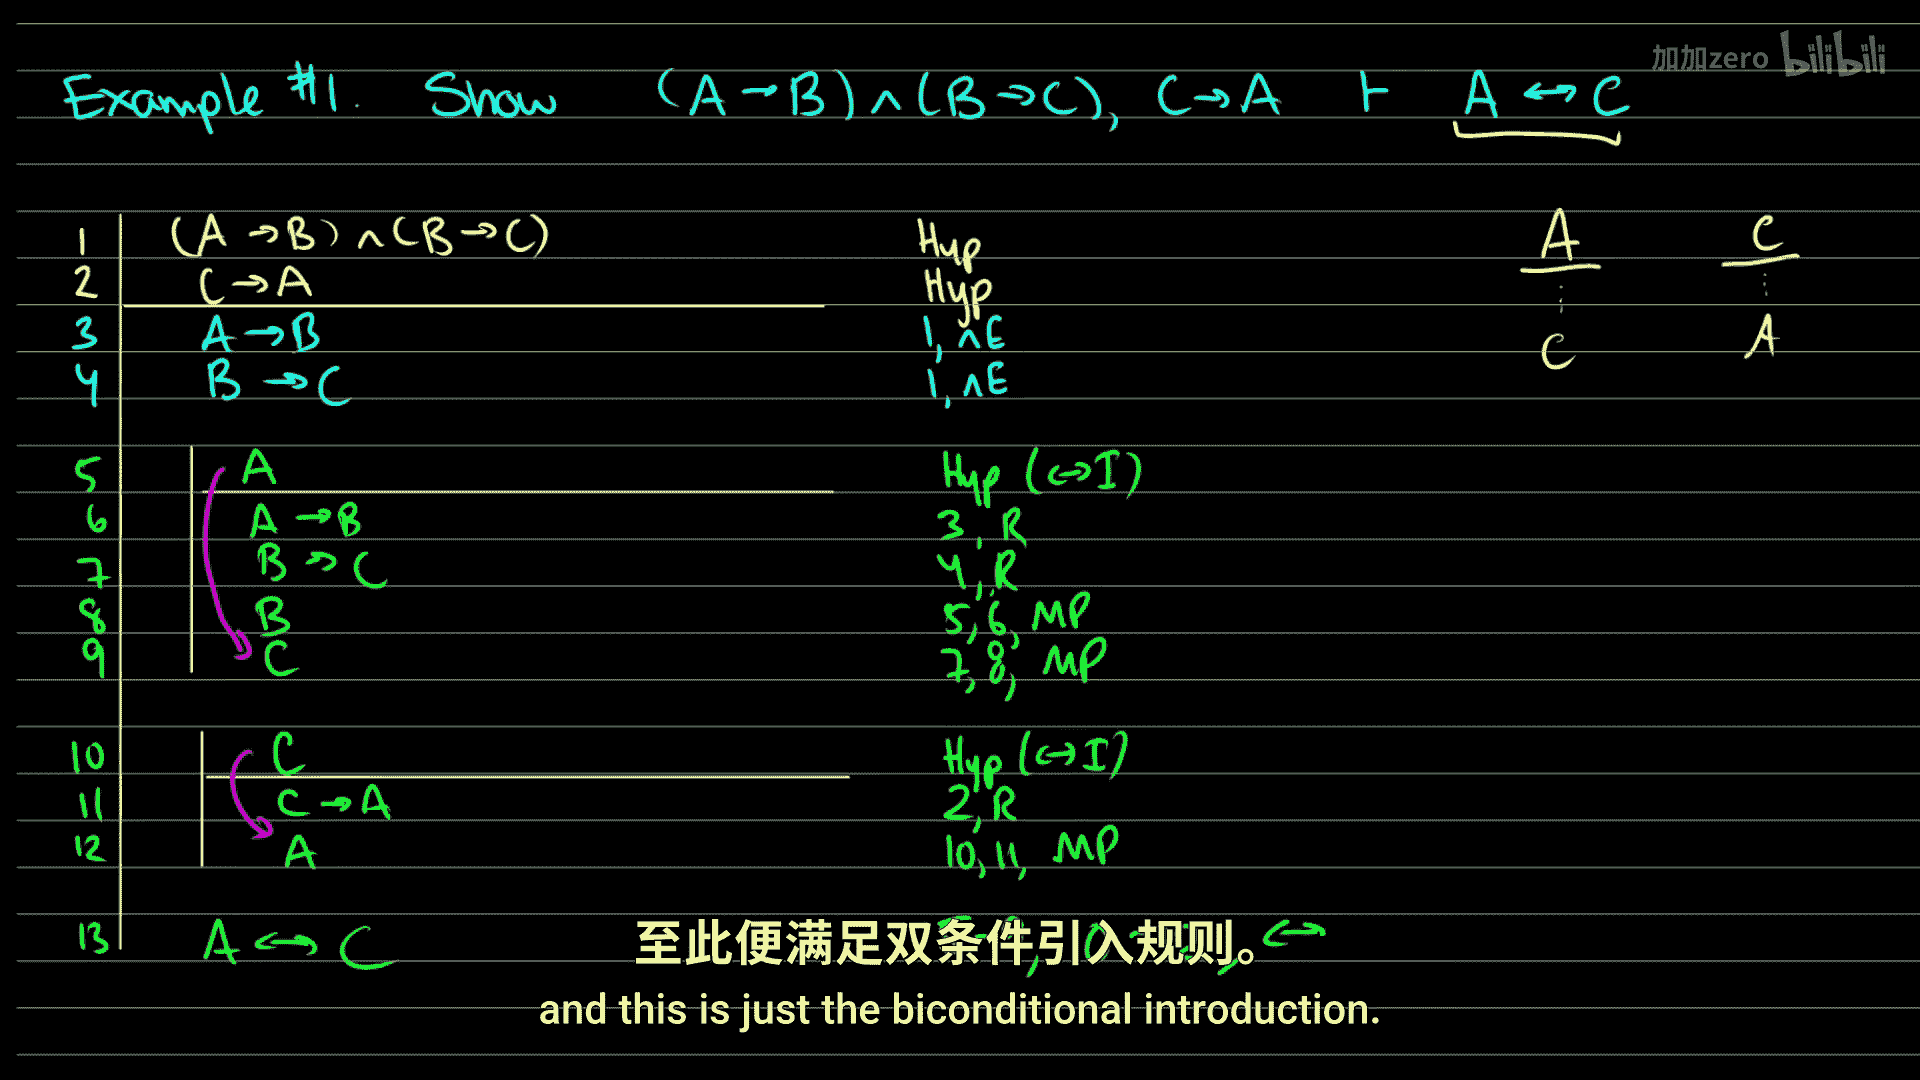 加加zero bilibili
Example #1. Show (A → B) ∧ (B → C), C → A ⊢ A ↔ C
1 (A → B) ∧ (B → C) Hyp
2 C → A Hyp
3 A → B 1, ∧E
4 B → C 1, ∧E
A C
⋮ ⋮
C A
5 A Hyp (↔I)
6 A → B 3, R
7 B → C 4, R
8 B 5, 6, MP
9 C 7, 8, MP
10 C Hyp (↔I)
11 C → A 2, R
12 A 10, 11, MP
13 A ↔ C ↔
至此便满足双条件引入规则。
and this is just the biconditional introduction.